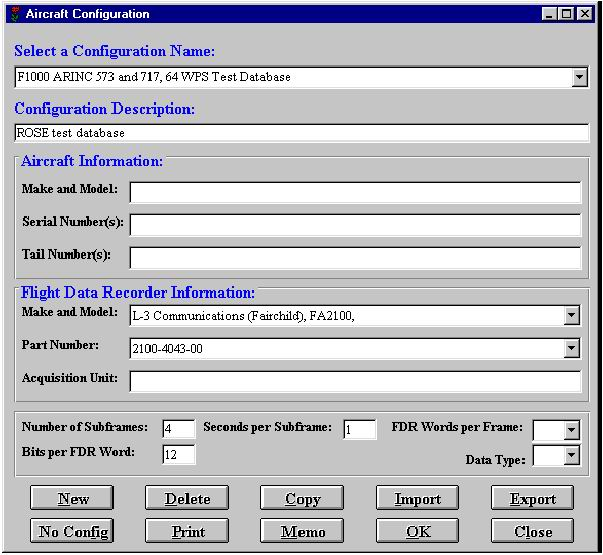 Aircraft Configuration
Select a Configuration Name:
F1000 ARINC 573 and 717, 64 WPS Test Database
Configuration Description:
ROSE test database
Aircraft Information:
Make and Model:
Serial Number(s):
Tail Number(s):
Flight Data Recorder Information:
Make and Model: L-3 Communications (Fairchild), FA2100,
Part Number: 2100-4043-00
Acquisition Unit:
Number of Subframes: 4 Seconds per Subframe: 1 FDR Words per Frame:
Bits per FDR Word: 12 Data Type:
New Delete Copy Import Export
No Config Print Memo OK Close